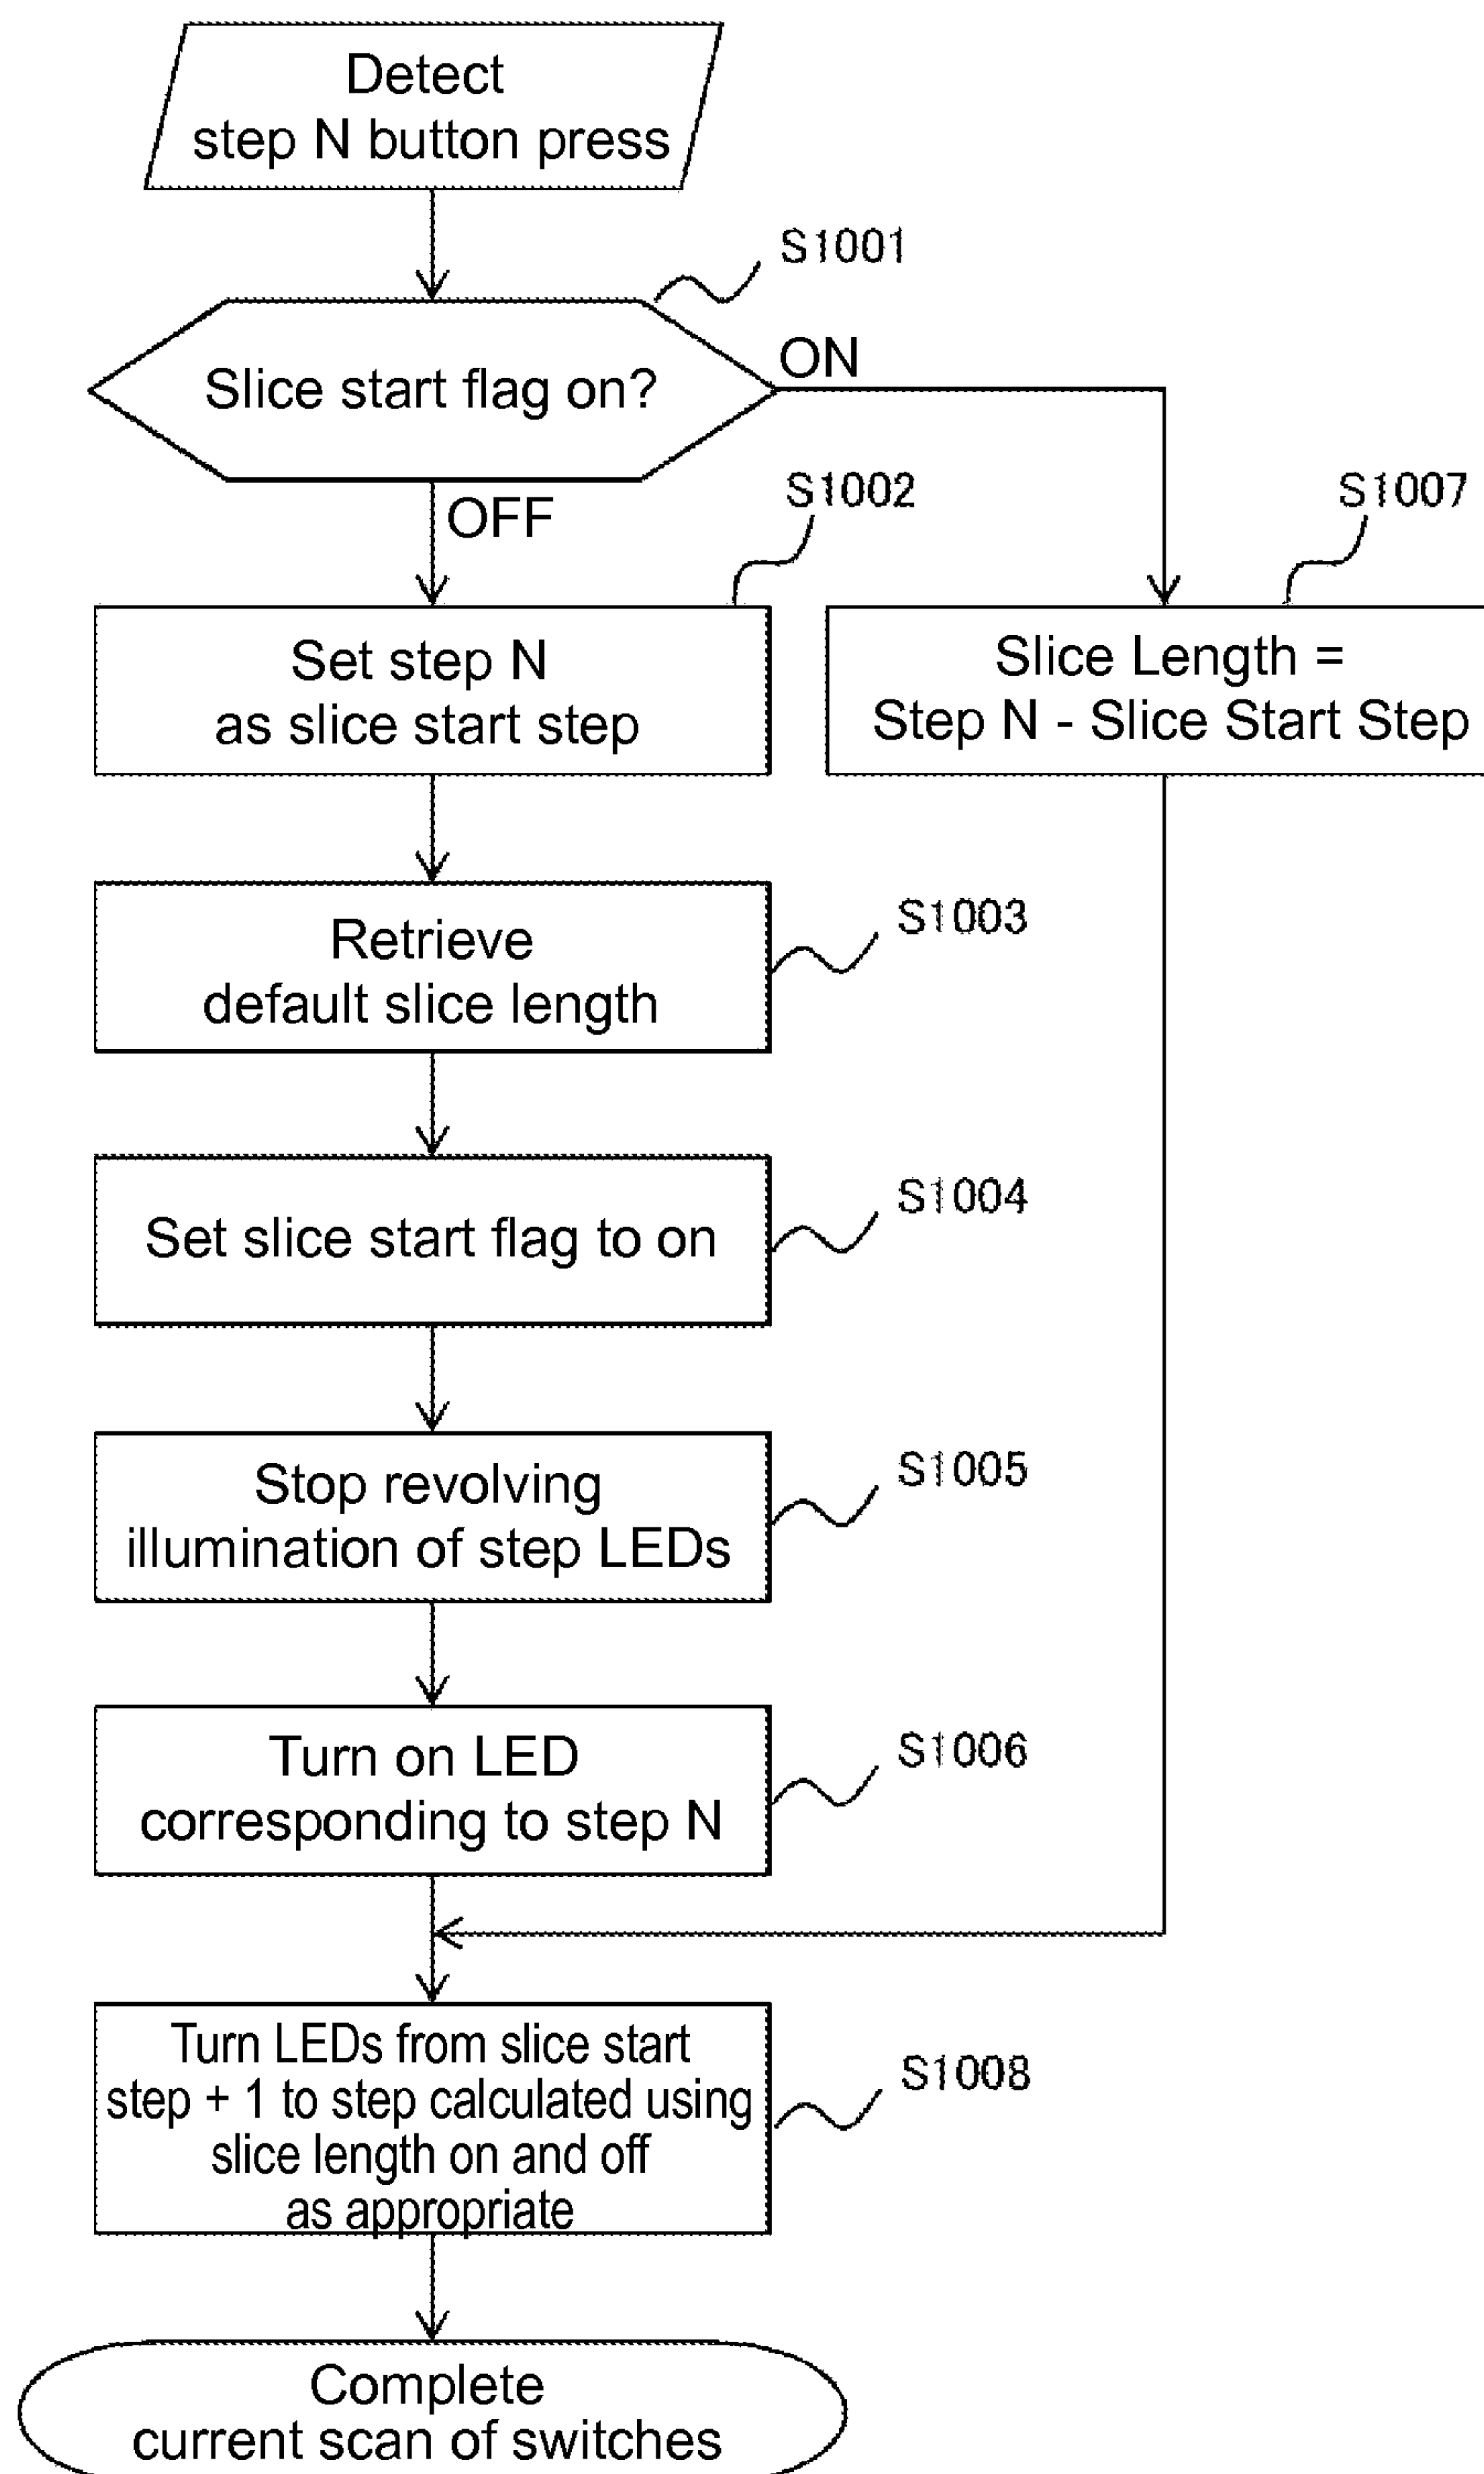 Detect
step N button press
S1001
Slice start flag on?
ON
OFF
S1002
S1007
Set step N
as slice start step
Slice Length =
Step N - Slice Start Step
Retrieve
default slice length
S1003
Set slice start flag to on
S1004
Stop revolving
illumination of step LEDs
S1005
Turn on LED
corresponding to step N
S1006
Turn LEDs from slice start
step + 1 to step calculated using
slice length on and off
as appropriate
S1008
Complete
current scan of switches